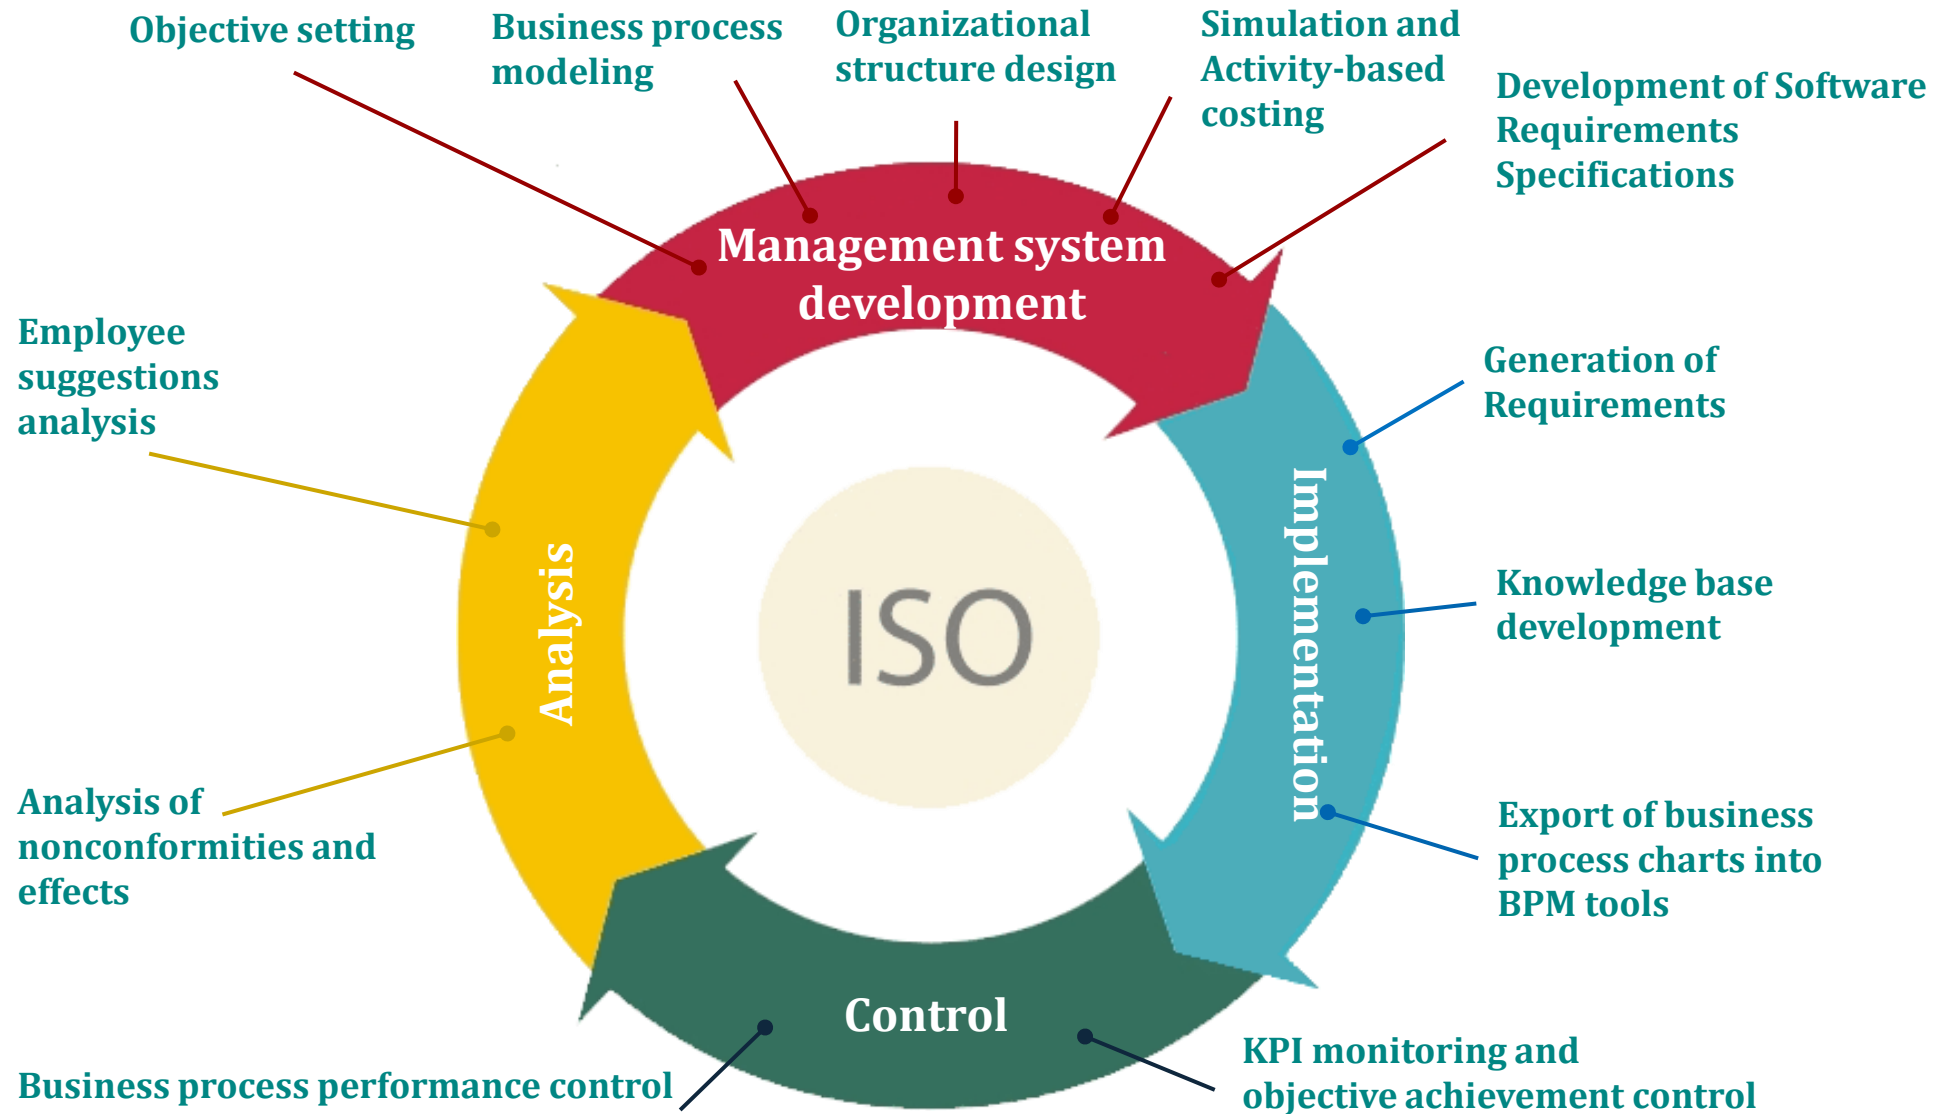 Objective setting
Business process
modeling
Organizational
structure design
Simulation and
Activity-based
costing
Development of Software
Requirements
Specifications
Management system
development
Employee
suggestions
analysis
Generation of
Requirements
Implementation
Knowledge base
development
Analysis
ISO
Analysis of
nonconformities and
effects
Export of business
process charts into
BPM tools
Control
Business process performance control
KPI monitoring and
objective achievement control